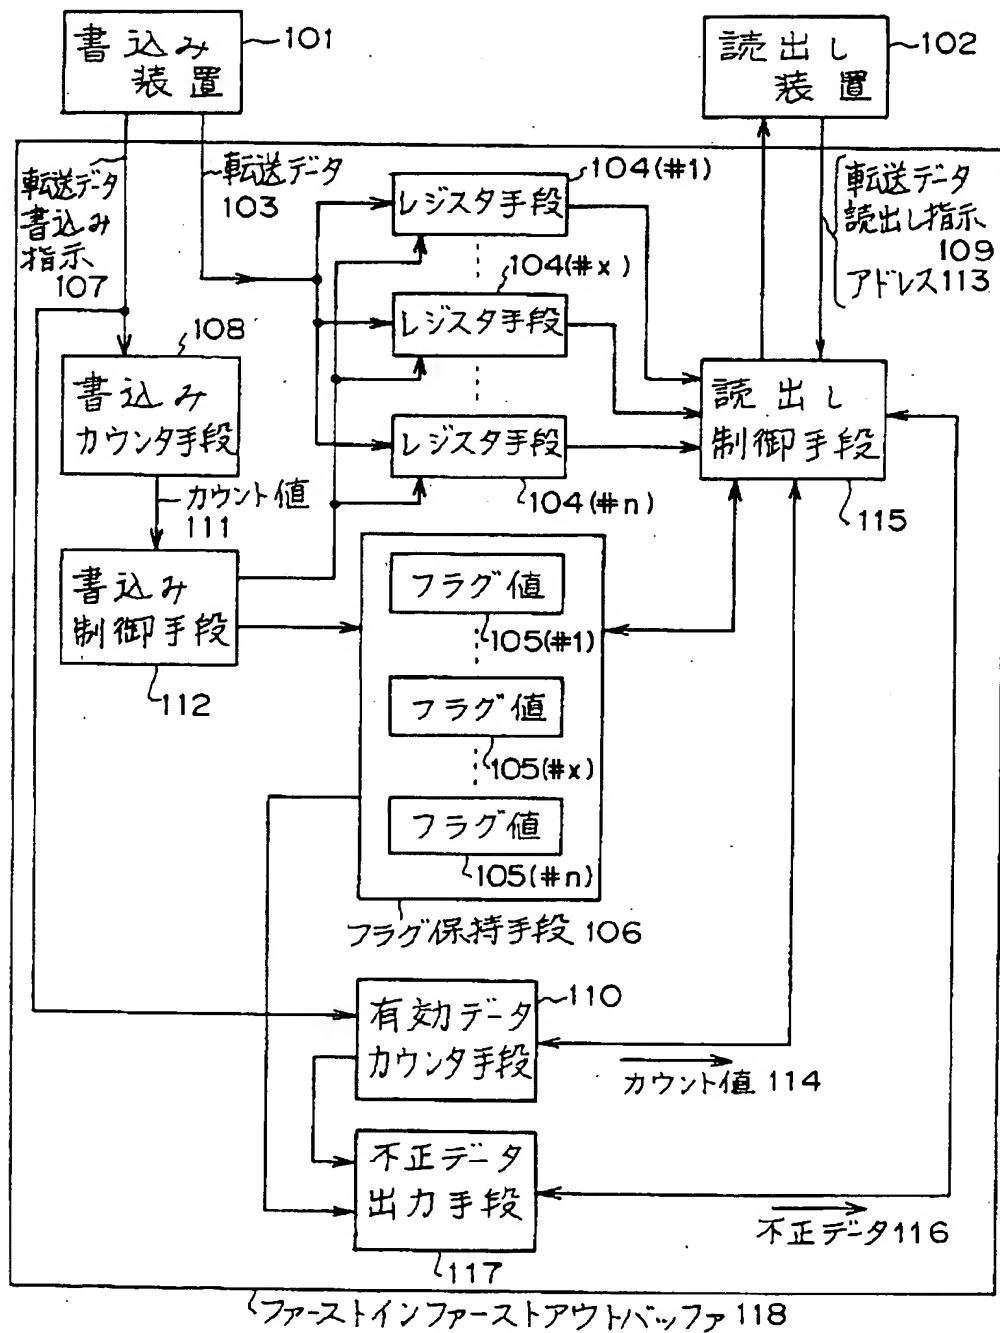 書込み
装置
101
読出し
装置
102
転送データ
書込み
指示
107
転送データ
103
104(#1)
レジスタ手段
104(#x)
レジスタ手段
レジスタ手段
104(#n)
転送データ
読出し指示
109
アドレス113
108
書込み
カウンタ手段
カウント値
111
読出し
制御手段
115
書込み
制御手段
112
フラグ値
105(#1)
フラグ値
105(#x)
フラグ値
105(#n)
フラグ保持手段 106
有効データ
カウンタ手段
110
カウント値 114
不正データ
出力手段
117
不正データ116
ファーストインファーストアウトバッファ 118